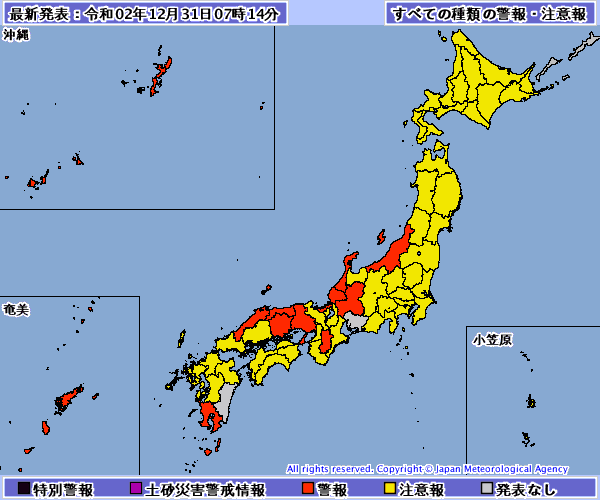 最新発表：令和02年12月31日07時14分
すべての種類の警報・注意報
沖縄
奄美
小笠原
All rights reserved. Copyright © Japan Meteorological Agency
特別警報 土砂災害警戒情報 警報 注意報 発表なし